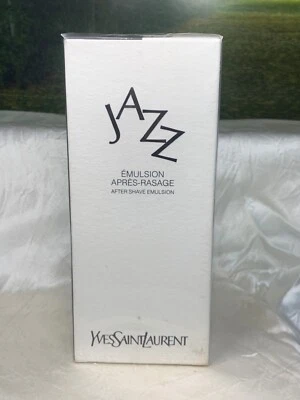 JAZZ
ÉMULSION
APRÈS-RASAGE
AFTER SHAVE EMULSION
YVESSAINTLAURENT